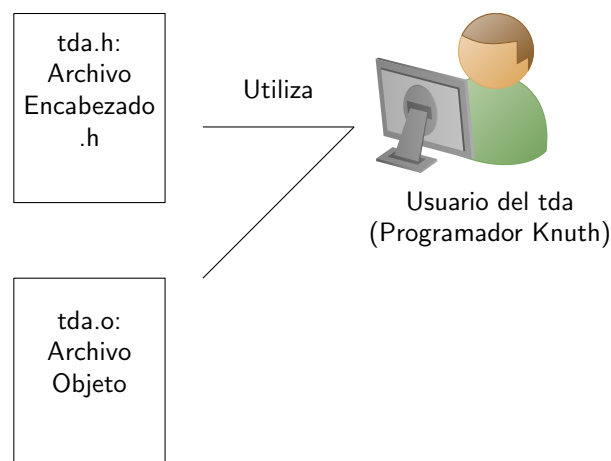 tda.h:
Archivo
Encabezado
.h
Utiliza
Usuario del tda
(Programador Knuth)
tda.o:
Archivo
Objeto